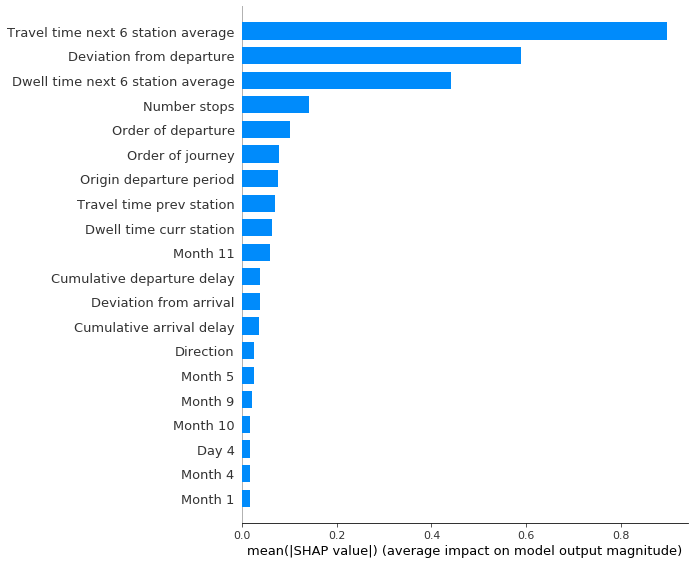 Travel time next 6 station average
Deviation from departure
Dwell time next 6 station average
Number stops
Order of departure
Order of journey
Origin departure period
Travel time prev station
Dwell time curr station
Month 11
Cumulative departure delay
Deviation from arrival
Cumulative arrival delay
Direction
Month 5
Month 9
Month 10
Day 4
Month 4
Month 1
0.0 0.2 0.4 0.6 0.8
mean(|SHAP value|) (average impact on model output magnitude)